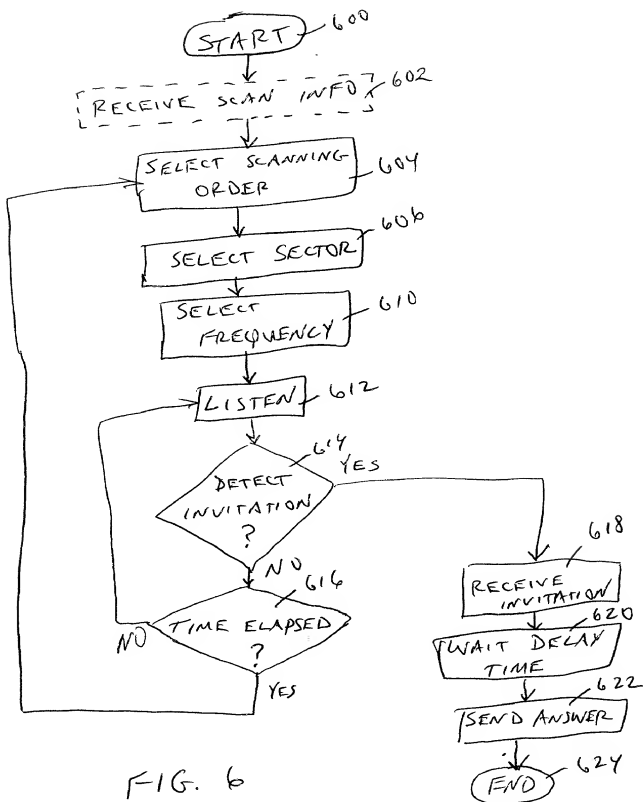 START
600
RECEIVE SCAN INFO
602
SELECT SCANNING
ORDER
604
SELECT SECTOR
606
SELECT
FREQUENCY
610
LISTEN
612
DETECT
INVITATION
?
614
YES
NO
TIME ELAPSED
?
616
NO
YES
RECEIVE
INVITATION
618
WAIT DELAY
TIME
620
SEND ANSWER
622
END
624
FIG. 6